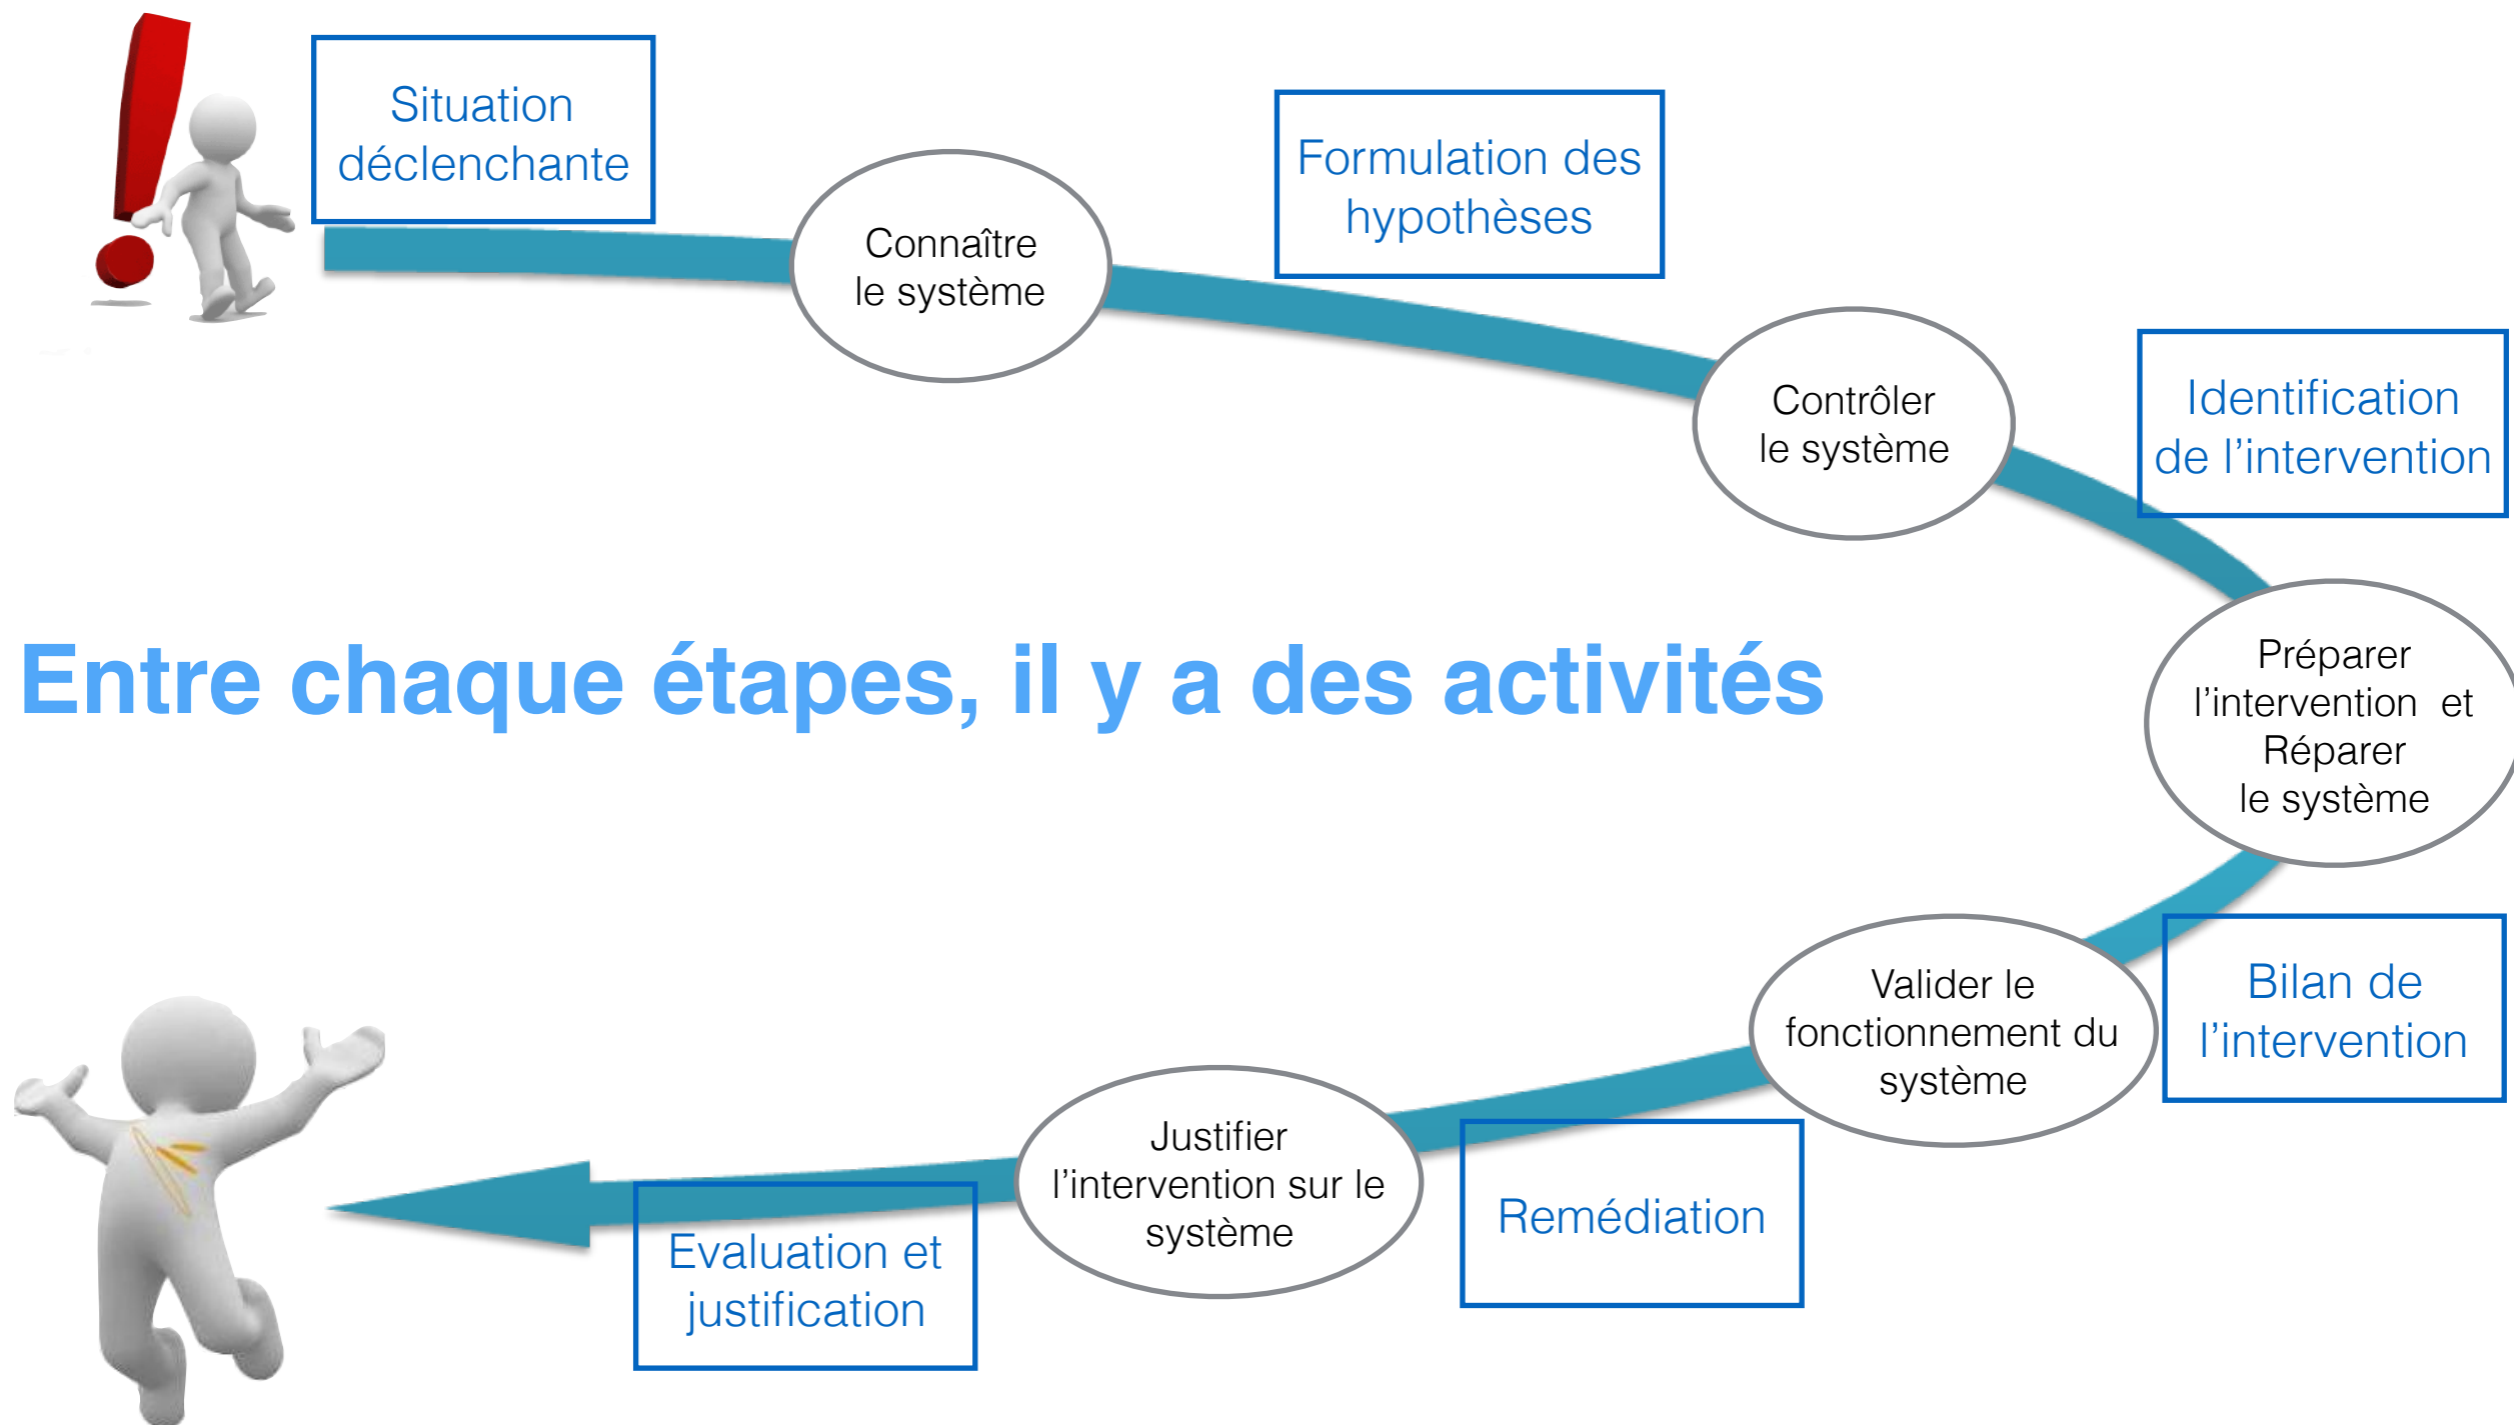 Situation
déclenchante
Connaître
le système
Formulation des
hypothèses
Contrôler
le système
Identification
de l’intervention
Préparer
l’intervention et
Réparer
le système
Entre chaque étapes, il y a des activités
Bilan de
l’intervention
Valider le
fonctionnement du
système
Remédiation
Justifier
l’intervention sur le
système
Evaluation et
justification